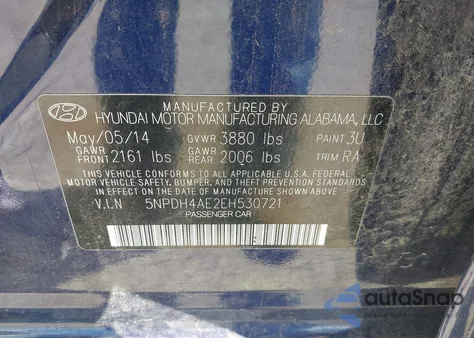 MANUFACTURED BY
HYUNDAI MOTOR MANUFACTURING ALABAMA, LLC
May/05/14 GVWR 3880 lbs PAINT 3U
GAWR FRONT 2161 lbs GAWR REAR 2006 lbs TRIM RA
THIS VEHICLE CONFORMS TO ALL APPLICABLE U.S.A. FEDERAL
MOTOR VEHICLE SAFETY, BUMPER, AND THEFT PREVENTION STANDARDS
IN EFFECT ON THE DATE OF MANUFACTURE SHOWN ABOVE.
V.I.N 5NPDH4AE2EH530721
PASSENGER CAR
autoSnap